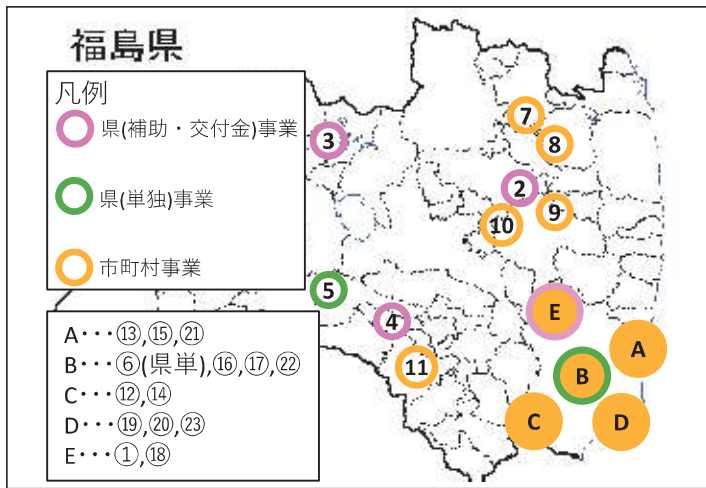 福島県
凡例
県(補助・交付金)事業
県(単独)事業
市町村事業
A・・・⑬,⑮,㉑
B・・・⑥(県単),⑯,⑰,㉒
C・・・⑫,⑭
D・・・⑲,⑳,㉓
E・・・①,⑱
7
3
8
2
9
10
5
E
4
A
11
B
C
D